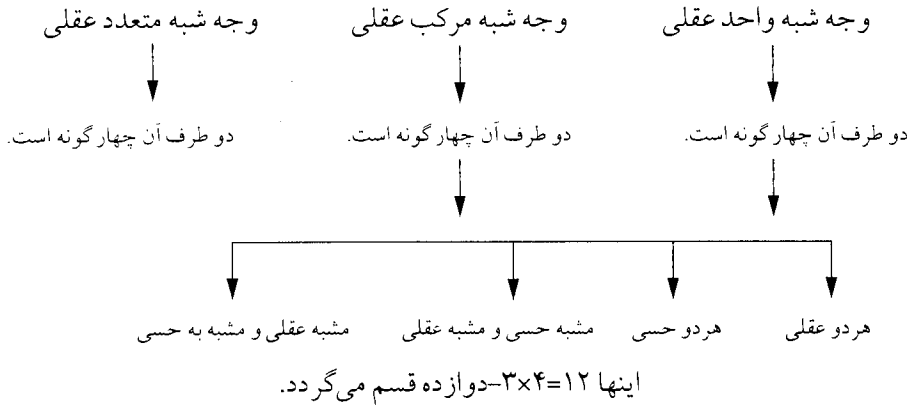 وجه شبه واحد عقلی وجه شبه مرکب عقلی وجه شبه متعدد عقلی
دو طرف آن چهار گونه است. دو طرف آن چهار گونه است. دو طرف آن چهار گونه است.
هردو عقلی هردو حسی مشبه حسی و مشبه عقلی مشبه عقلی و مشبه به حسی
اینها ۱۲=۴×۳–دوازده قسم می‌گردد.